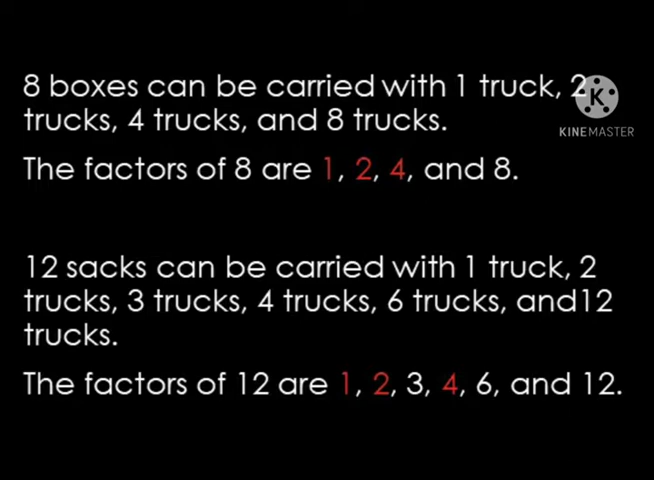 8 boxes can be carried with 1 truck, 2
trucks, 4 trucks, and 8 trucks.
KINEMASTER
The factors of 8 are 1, 2, 4, and 8.
12 sacks can be carried with 1 truck, 2
trucks, 3 trucks, 4 trucks, 6 trucks, and12
trucks.
The factors of 12 are 1, 2, 3, 4, 6, and 12.